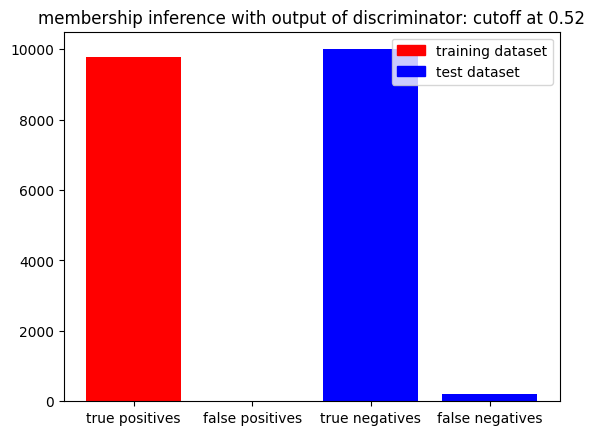 membership inference with output of discriminator: cutoff at 0.52
training dataset
test dataset
10000
8000
6000
4000
2000
0
true positives false positives true negatives false negatives